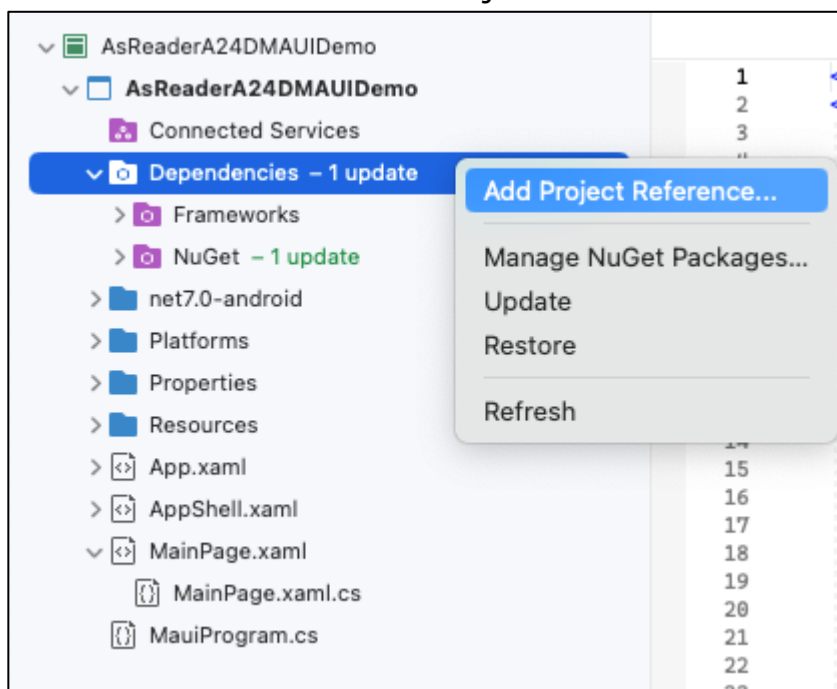 AsReaderA24DMAUIDemo
AsReaderA24DMAUIDemo
Connected Services
Dependencies – 1 update
Frameworks
NuGet – 1 update
net7.0-android
Platforms
Properties
Resources
App.xaml
AppShell.xaml
MainPage.xaml
MainPage.xaml.cs
MauiProgram.cs
Add Project Reference...
Manage NuGet Packages...
Update
Restore
Refresh
1
2
3
15
16
17
18
19
20
21
22